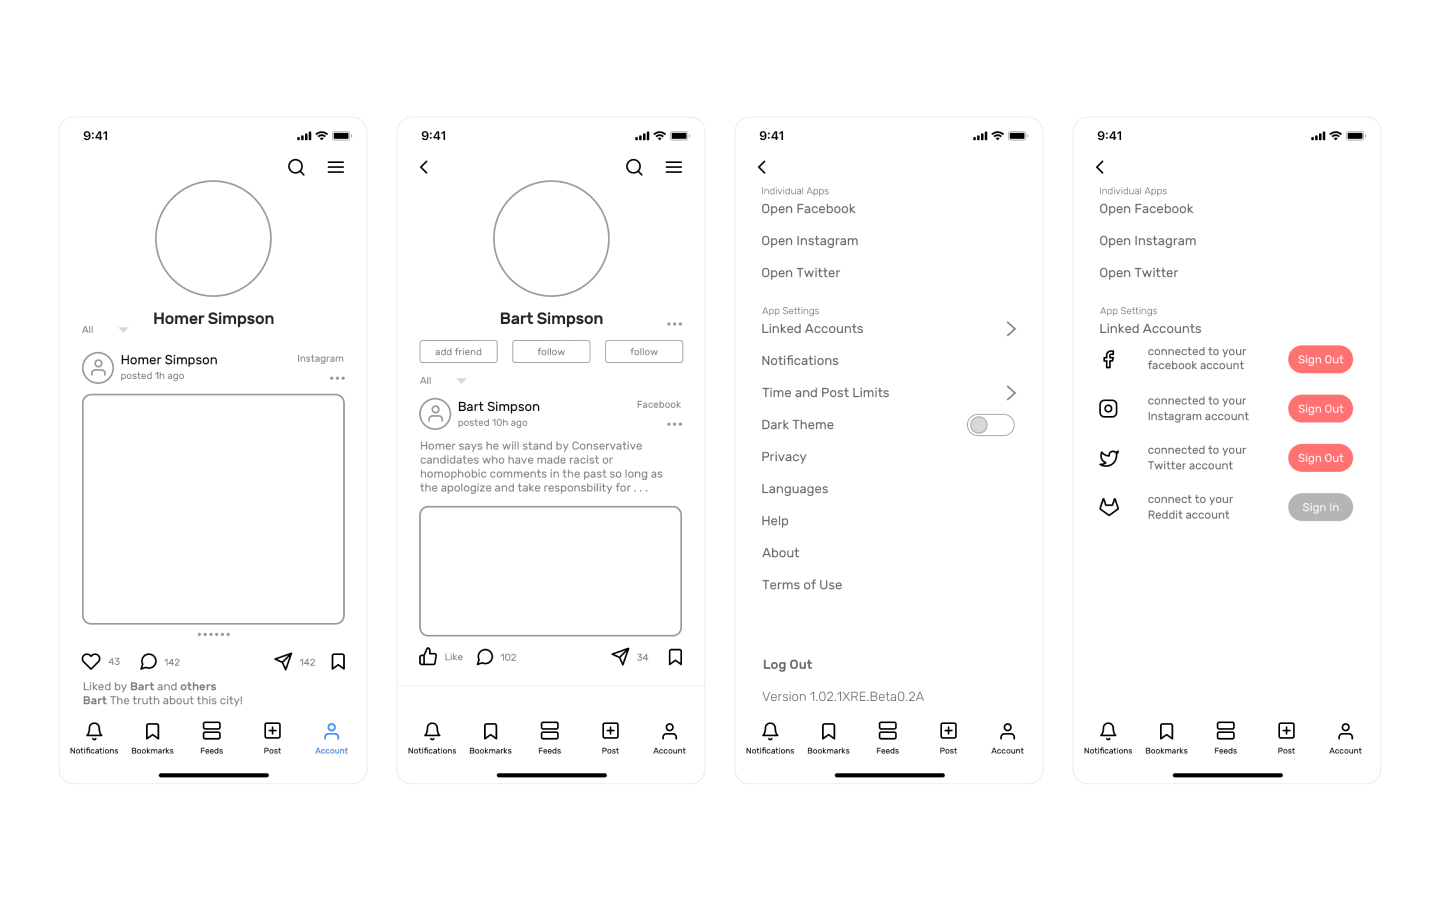 9:41
Homer Simpson
All
Homer Simpson
Instagram
posted 1h ago
43
142
142
Liked by Bart and others
Bart The truth about this city!
Notifications
Bookmarks
Feeds
Post
Account
9:41
Bart Simpson
add friend
follow
follow
All
Bart Simpson
Facebook
posted 10h ago
Homer says he will stand by Conservative
candidates who have made racist or
homophobic comments in the past so long as
the apologize and take responsbility for . . .
Like
102
34
Notifications
Bookmarks
Feeds
Post
Account
9:41
Individual Apps
Open Facebook
Open Instagram
Open Twitter
App Settings
Linked Accounts
Notifications
Time and Post Limits
Dark Theme
Privacy
Languages
Help
About
Terms of Use
Log Out
Version 1.02.1XRE.Beta0.2A
Notifications
Bookmarks
Feeds
Post
Account
9:41
Individual Apps
Open Facebook
Open Instagram
Open Twitter
App Settings
Linked Accounts
connected to your
facebook account
Sign Out
connected to your
Instagram account
Sign Out
connected to your
Twitter account
Sign Out
connect to your
Reddit account
Sign In
Notifications
Bookmarks
Feeds
Post
Account